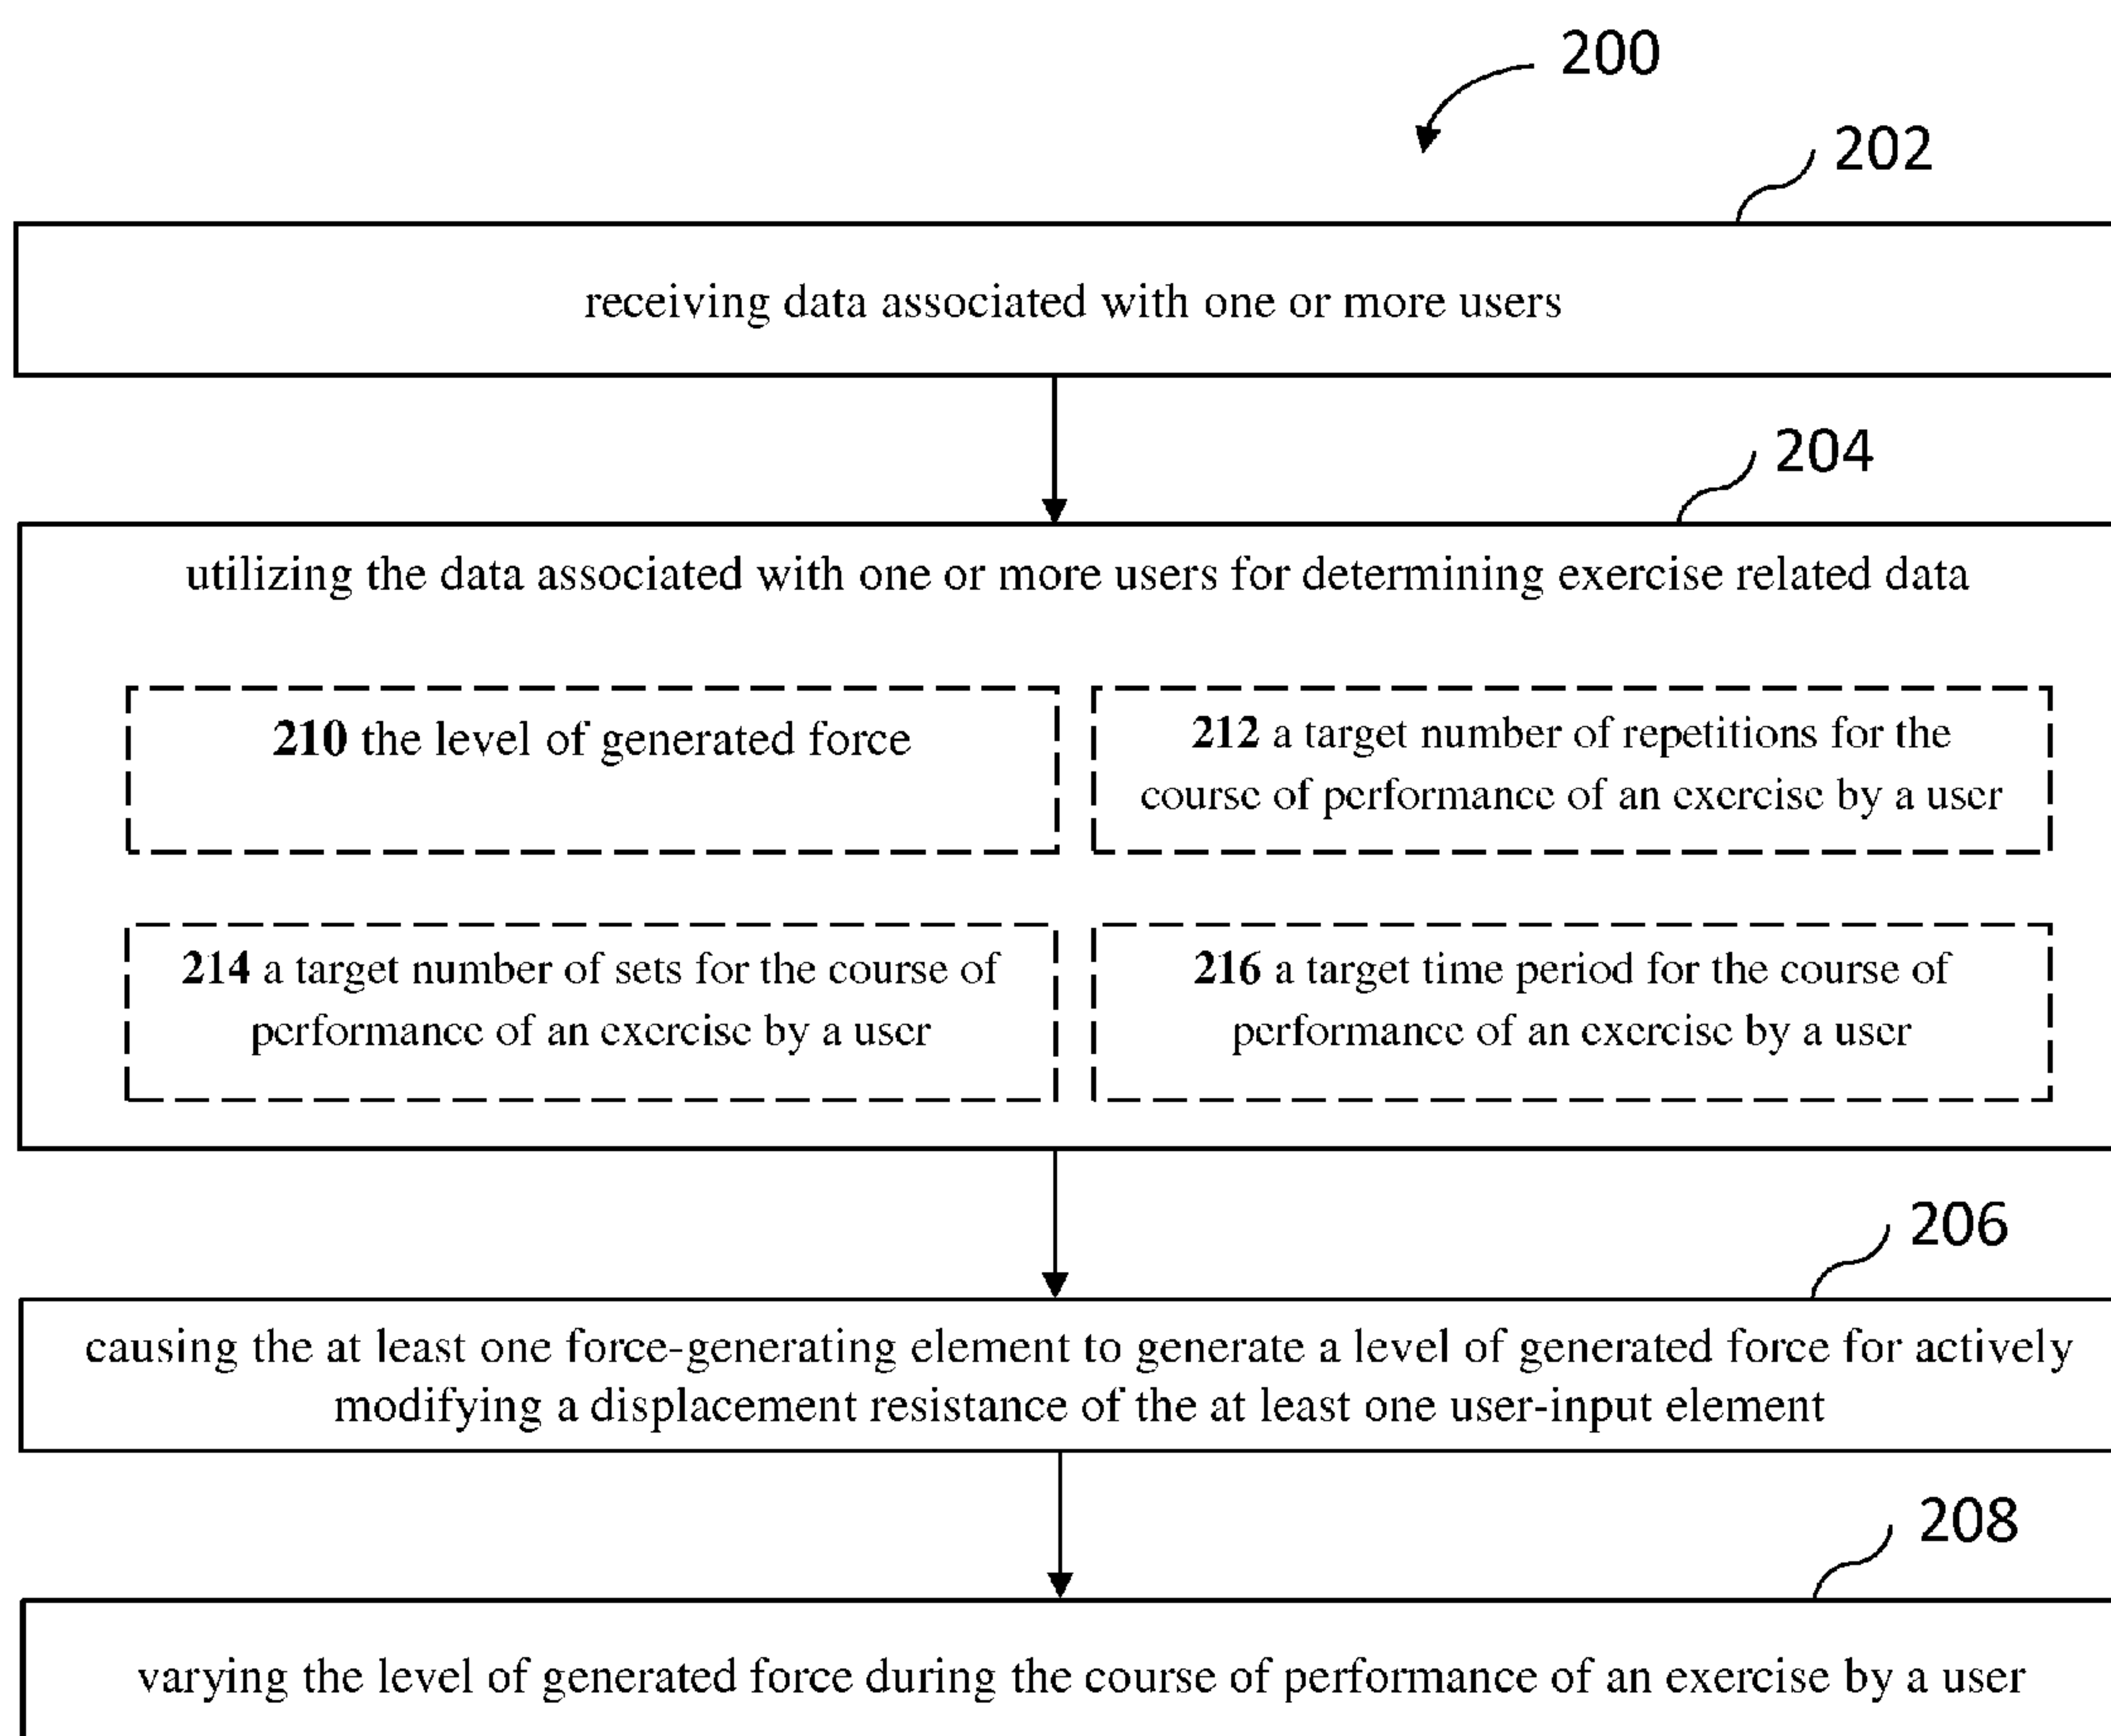 200
202
receiving data associated with one or more users
204
utilizing the data associated with one or more users for determining exercise related data
210 the level of generated force
212 a target number of repetitions for the
course of performance of an exercise by a user
214 a target number of sets for the course of
performance of an exercise by a user
216 a target time period for the course of
performance of an exercise by a user
206
causing the at least one force-generating element to generate a level of generated force for actively
modifying a displacement resistance of the at least one user-input element
208
varying the level of generated force during the course of performance of an exercise by a user